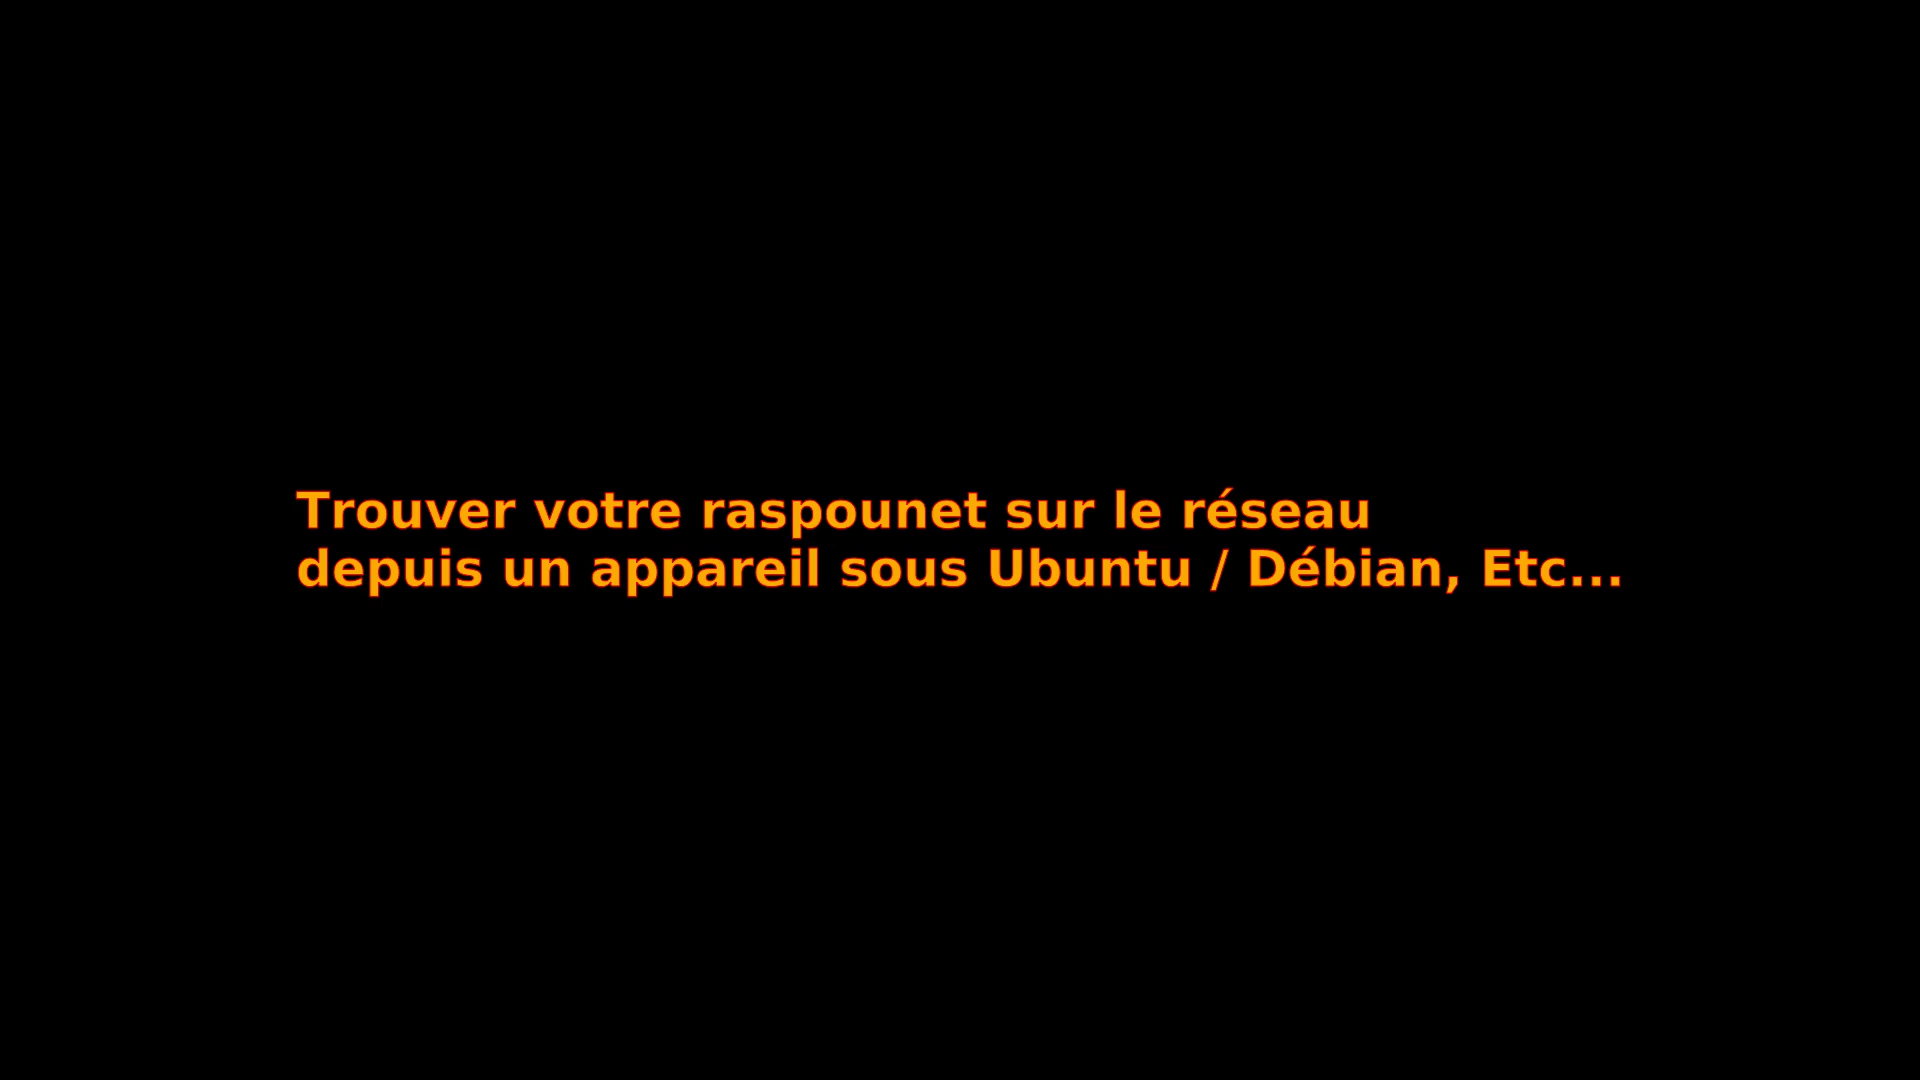 Trouver votre raspounet sur le réseau
depuis un appareil sous Ubuntu / Débian, Etc...